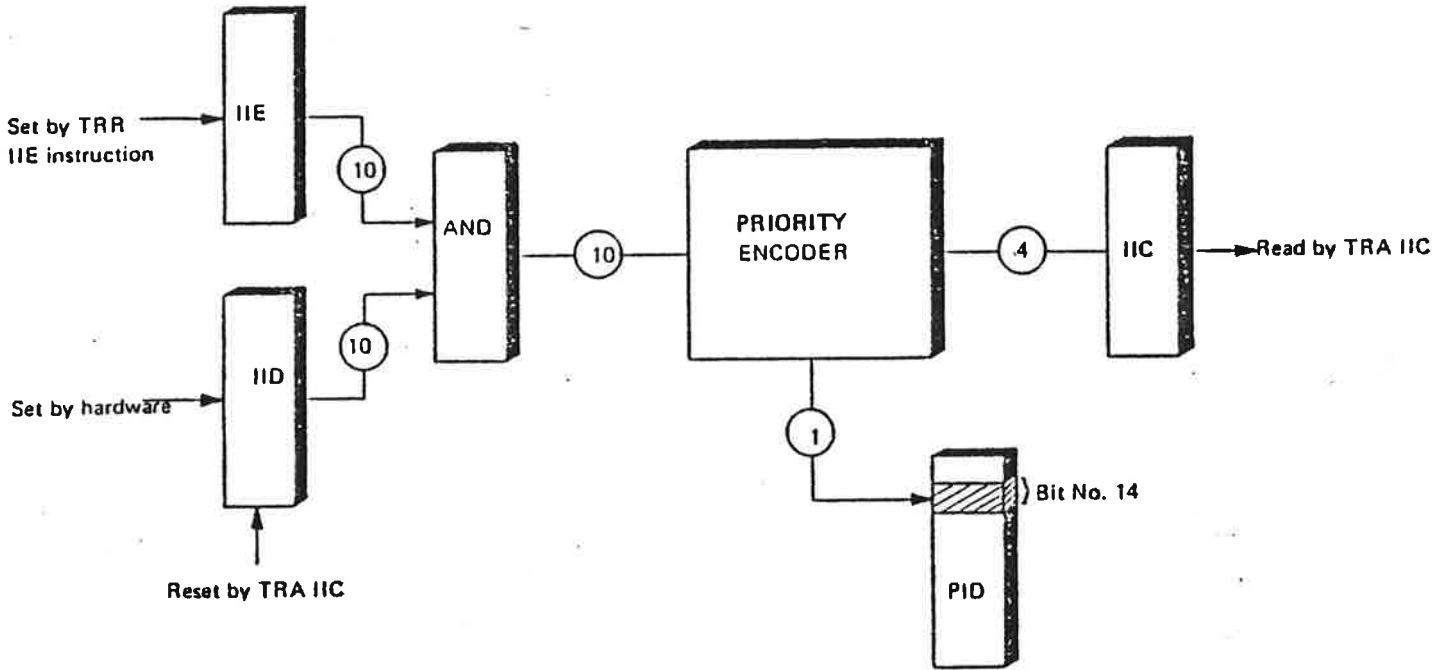 IIE
Set by TRR
IIE instruction
10
AND
10
PRIORITY
ENCODER
.4
IIC
Read by TRA IIC
IID
10
Set by hardware
1
Bit No. 14
PID
Reset by TRA IIC